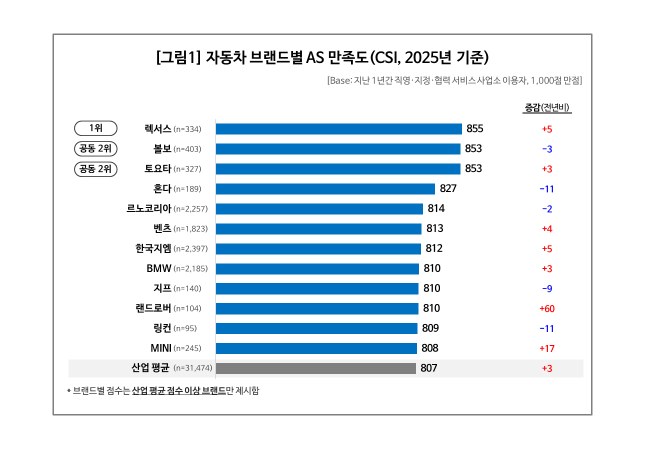 [그림1] 자동차 브랜드별 AS 만족도(CSI, 2025년 기준)
[Base: 지난 1년간 직영·지정·협력 서비스 사업소 이용자, 1,000점 만점]
증감(전년비)
1위 렉서스 (n=334) 855 +5
공동 2위 볼보 (n=403) 853 −3
공동 2위 토요타 (n=327) 853 +3
혼다 (n=189) 827 −11
르노코리아 (n=2,257) 814 −2
벤츠 (n=1,823) 813 +4
한국지엠 (n=2,397) 812 +5
BMW (n=2,185) 810 +3
지프 (n=140) 810 −9
랜드로버 (n=104) 810 +60
링컨 (n=95) 809 −11
MINI (n=245) 808 +17
산업 평균 (n=31,474) 807 +3
* 브랜드별 점수는 산업 평균 점수 이상 브랜드만 제시함